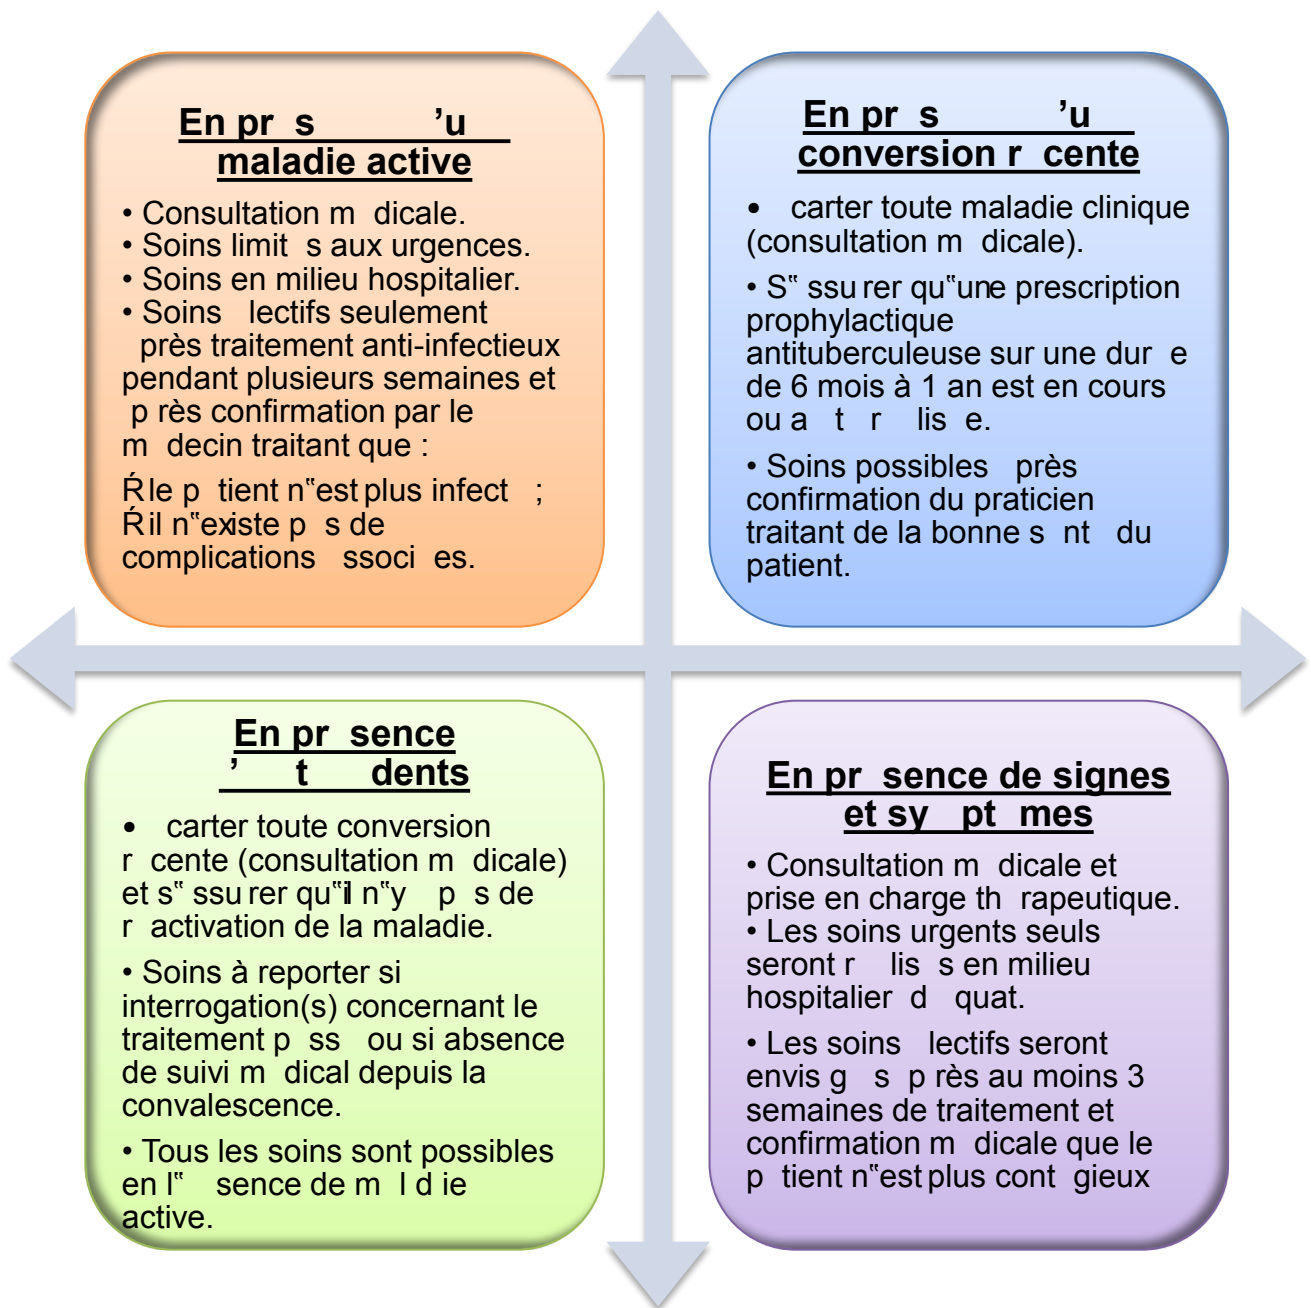 En pr s 'u
maladie active
• Consultation m dicale.
• Soins limit s aux urgences.
• Soins en milieu hospitalier.
• Soins lectifs seulement
près traitement anti-infectieux
pendant plusieurs semaines et
p rès confirmation par le
m decin traitant que :
Ŕle p tient n‟est plus infect ;
Ŕil n‟existe p s de
complications ssoci es.
En pr s 'u
conversion r cente
• carter toute maladie clinique
(consultation m dicale).
• S‟ ssu rer qu‟une prescription
prophylactique
antituberculeuse sur une dur e
de 6 mois à 1 an est en cours
ou a t r lis e.
• Soins possibles près
confirmation du praticien
traitant de la bonne s nt du
patient.
En pr sence
' t dents
• carter toute conversion
r cente (consultation m dicale)
et s‟ ssu rer qu‟il n‟y p s de
r activation de la maladie.
• Soins à reporter si
interrogation(s) concernant le
traitement p ss ou si absence
de suivi m dical depuis la
convalescence.
• Tous les soins sont possibles
en l‟ sence de m l d ie
active.
En pr sence de signes
et sy pt mes
• Consultation m dicale et
prise en charge th rapeutique.
• Les soins urgents seuls
seront r lis s en milieu
hospitalier d quat.
• Les soins lectifs seront
envis g s p rès au moins 3
semaines de traitement et
confirmation m dicale que le
p tient n‟est plus cont gieux